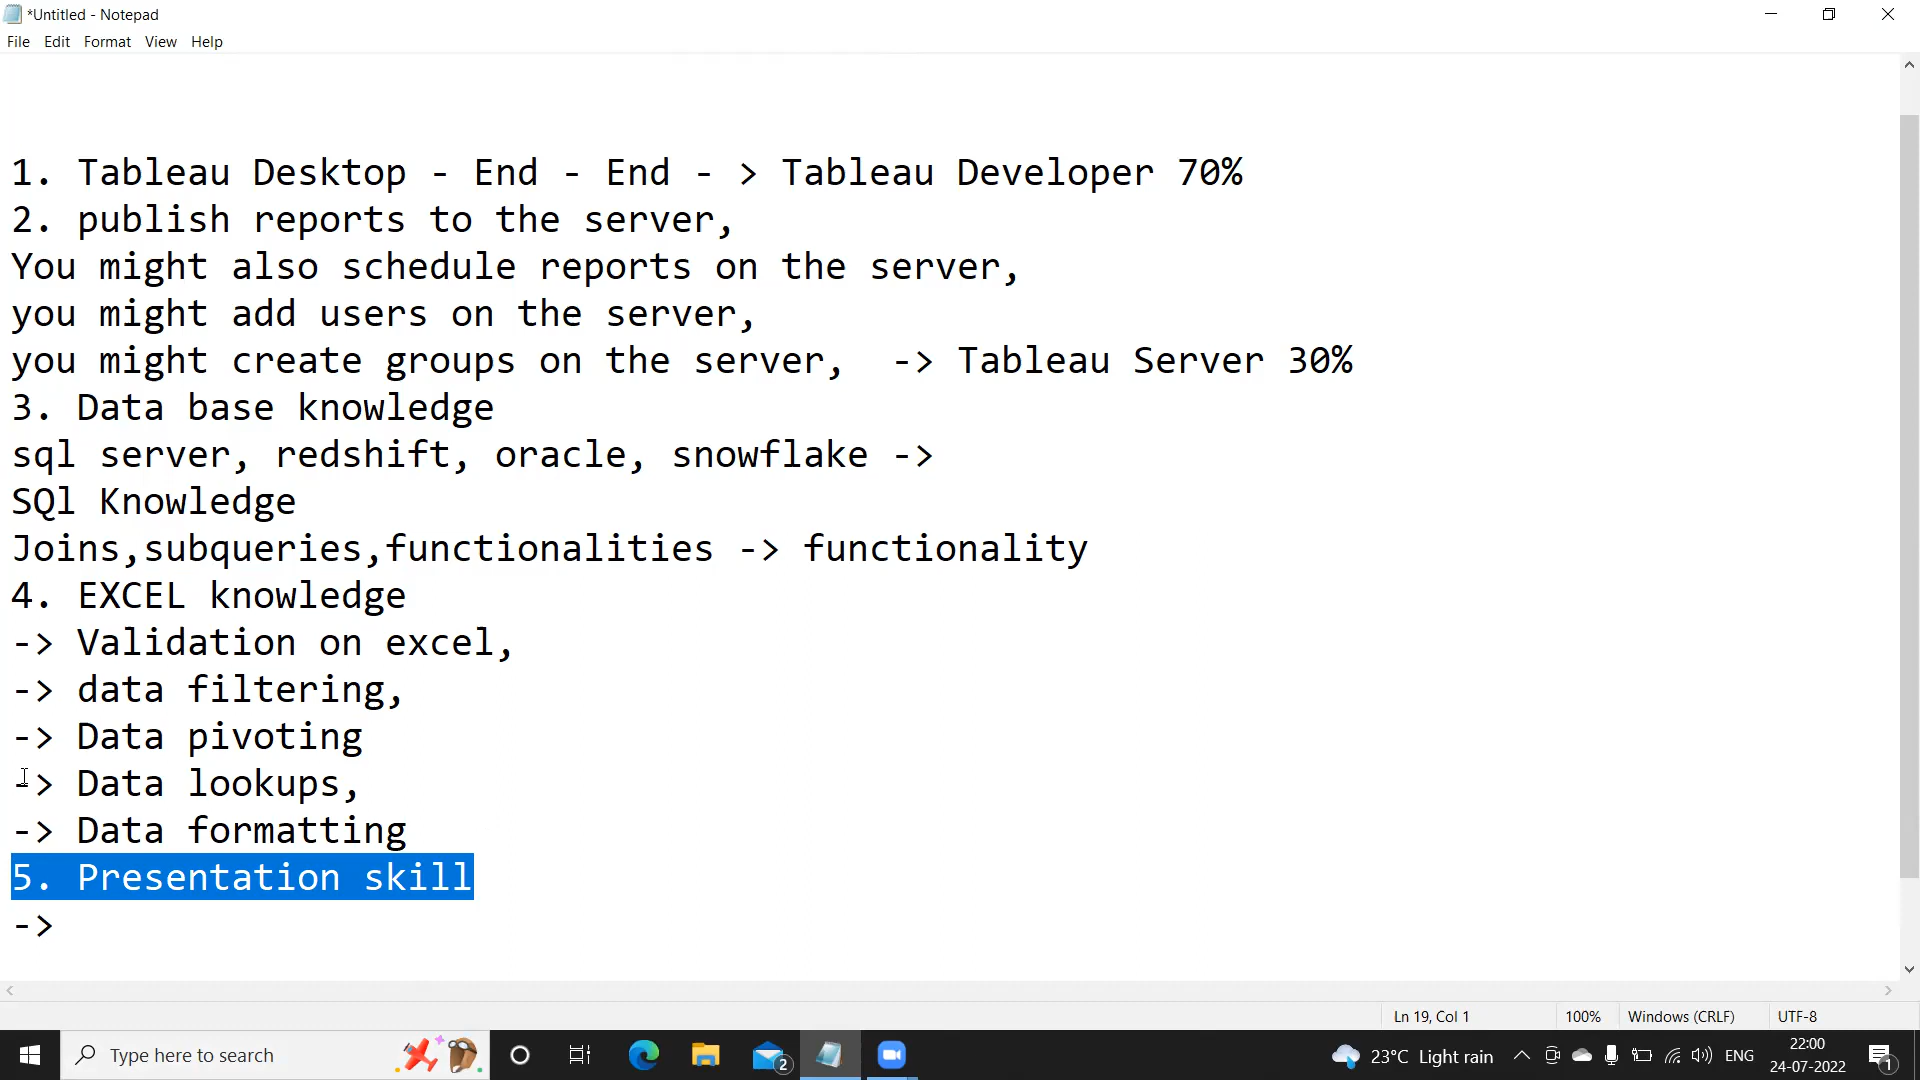 *Untitled - Notepad
File Edit Format View Help
1. Tableau Desktop - End - End - > Tableau Developer 70%
2. publish reports to the server,
You might also schedule reports on the server,
you might add users on the server,
you might create groups on the server,  -> Tableau Server 30%
3. Data base knowledge
sql server, redshift, oracle, snowflake ->
SQl Knowledge
Joins,subqueries,functionalities -> functionality
4. EXCEL knowledge
-> Validation on excel,
-> data filtering,
-> Data pivoting
-> Data lookups,
-> Data formatting
5. Presentation skill
->
Ln 19, Col 1 100% Windows (CRLF) UTF-8
Type here to search 2 23°C Light rain ENG 22:00 1
24-07-2022